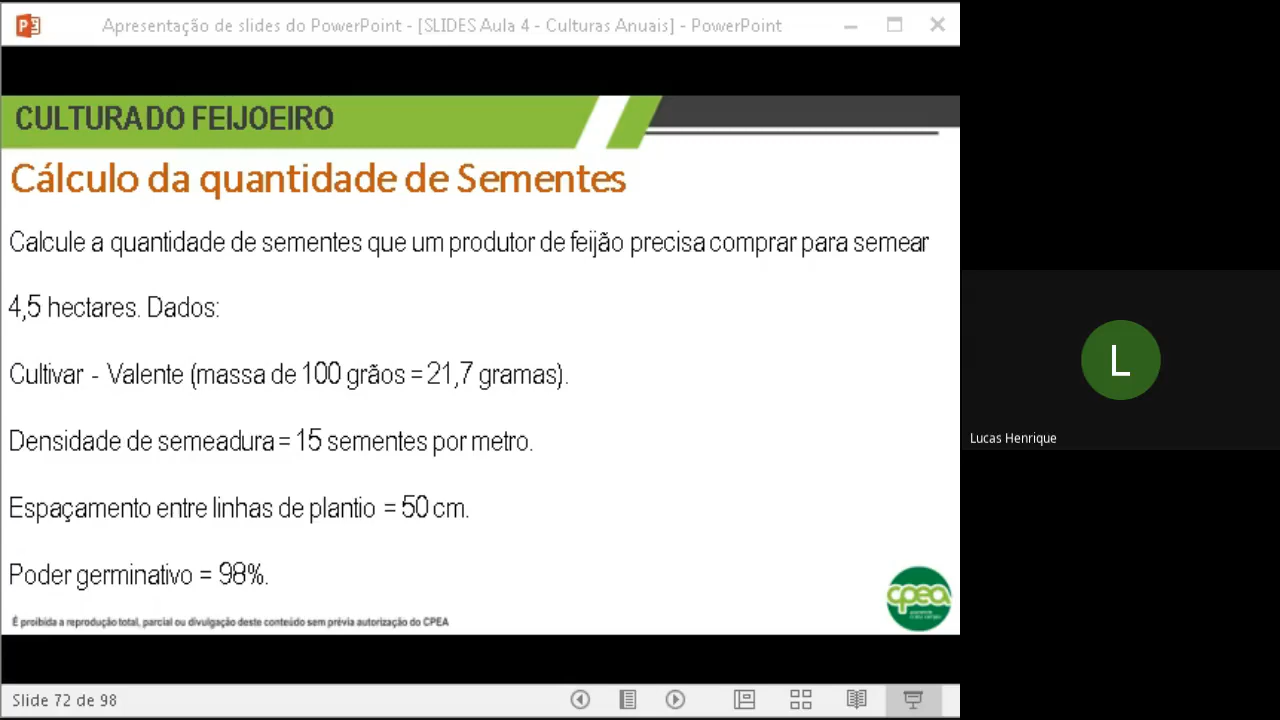 Apresentação de slides do PowerPoint - [SLIDES Aula 4 - Culturas Anuais] - PowerPoint
CULTURA DO FEIJOEIRO
Cálculo da quantidade de Sementes
Calcule a quantidade de sementes que um produtor de feijão precisa comprar para semear
4,5 hectares. Dados:
Cultivar - Valente (massa de 100 grãos = 21,7 gramas).
Densidade de semeadura = 15 sementes por metro.
Espaçamento entre linhas de plantio = 50 cm.
Poder germinativo = 98%.
cpea
É proibida a reprodução total, parcial ou divulgação deste conteúdo sem prévia autorização do CPEA
Slide 72 de 98
L
Lucas Henrique